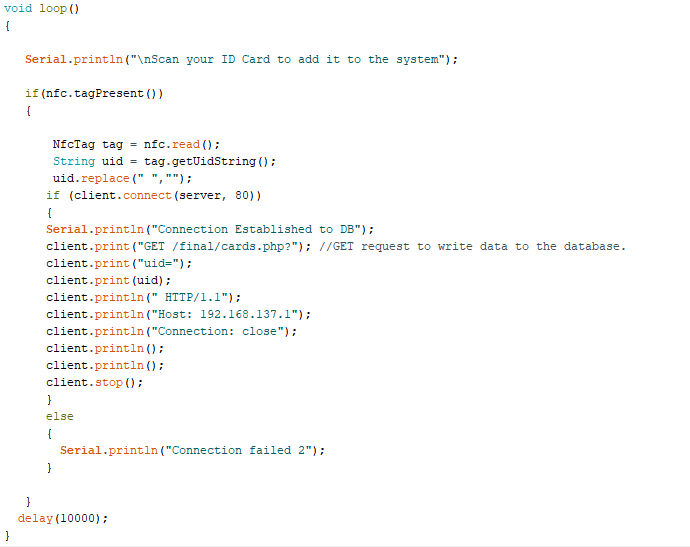 void loop()
{
Serial.println("\nScan your ID Card to add it to the system");
if(nfc.tagPresent())
{
NfcTag tag = nfc.read();
String uid = tag.getUidString();
uid.replace(" ","");
if (client.connect(server, 80))
{
Serial.println("Connection Established to DB");
client.print("GET /final/cards.php?"); //GET request to write data to the database.
client.print("uid=");
client.print(uid);
client.println(" HTTP/1.1");
client.println("Host: 192.168.137.1");
client.println("Connection: close");
client.println();
client.println();
client.stop();
}
else
{
Serial.println("Connection failed 2");
}
}
delay(10000);
}